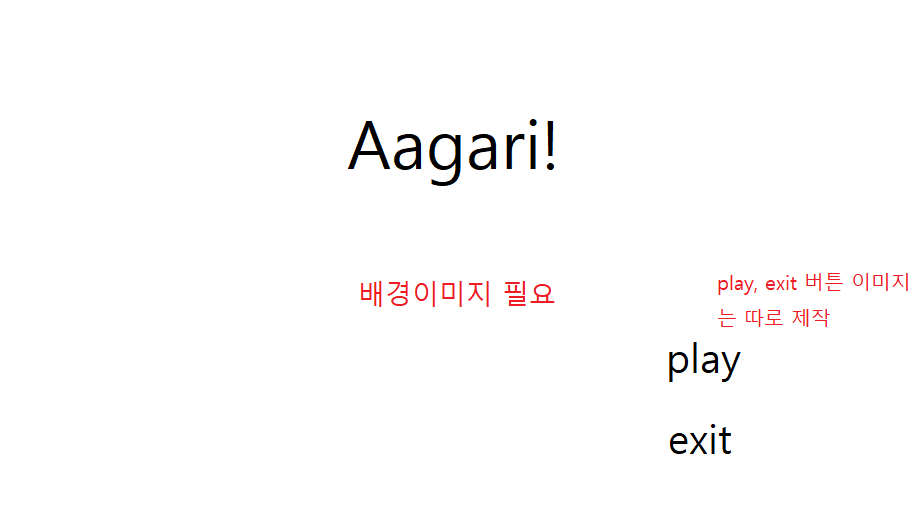 Aagari!
배경이미지 필요
play, exit 버튼 이미지
는 따로 제작
play
exit